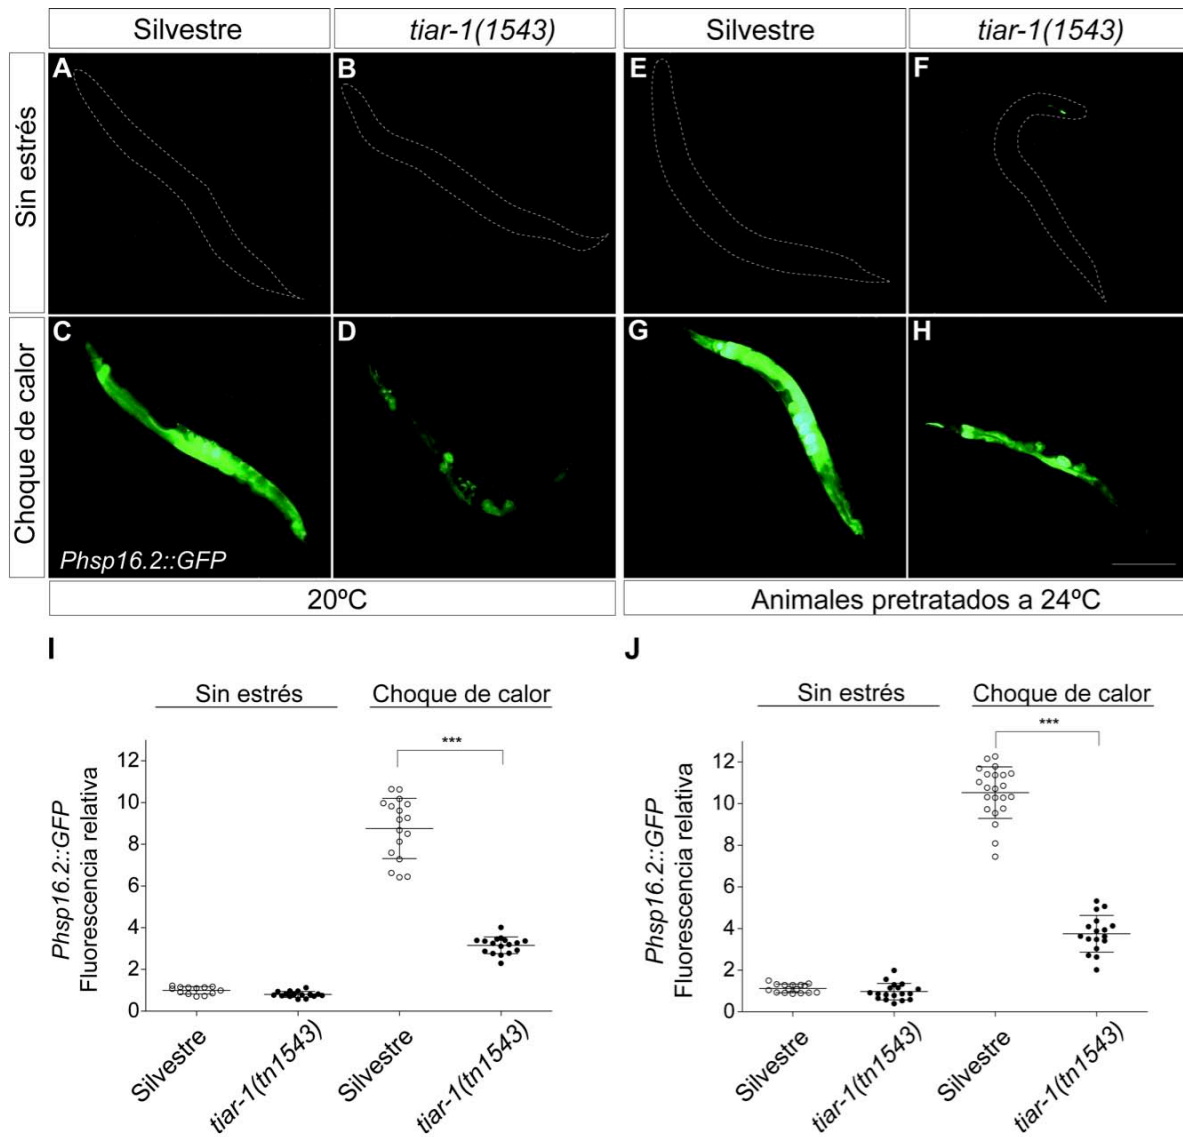 Silvestre
tiar-1(1543)
Silvestre
tiar-1(1543)
Sin estrés
A
B
E
F
Choque de calor
C
D
G
H
Phsp16.2::GFP
20ºC
Animales pretratados a 24ºC
I
Sin estrés
Choque de calor
***
Phsp16.2::GFP
Fluorescencia relativa
12
10
8
6
4
2
0
Silvestre
tiar-1(tn1543)
Silvestre
tiar-1(tn1543)
J
Sin estrés
Choque de calor
***
Phsp16.2::GFP
Fluorescencia relativa
12
10
8
6
4
2
0
Silvestre
tiar-1(tn1543)
Silvestre
tiar-1(tn1543)